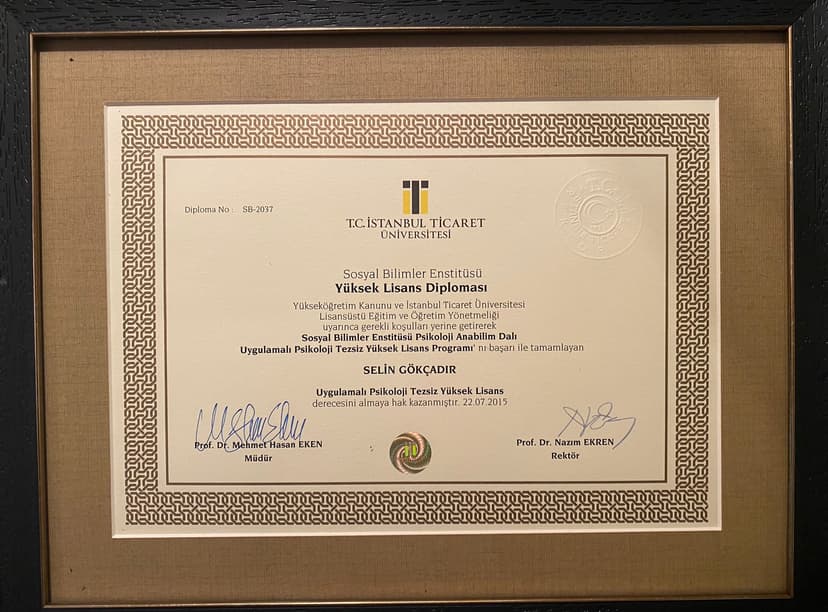 Diploma No : SB-2037
T.C. İSTANBUL TİCARET
ÜNİVERSİTESİ
Sosyal Bilimler Enstitüsü
Yüksek Lisans Diploması
Yükseköğretim Kanunu ve İstanbul Ticaret Üniversitesi
Lisansüstü Eğitim ve Öğretim Yönetmeliği
uyarınca gerekli koşulları yerine getirerek
Sosyal Bilimler Enstitüsü Psikoloji Anabilim Dalı
Uygulamalı Psikoloji Tezsiz Yüksek Lisans Programı' nı başarı ile tamamlayan
SELİN GÖKÇADIR
Uygulamalı Psikoloji Tezsiz Yüksek Lisans
derecesini almaya hak kazanmıştır. 22.07.2015
Prof. Dr. Mehmet Hasan EKEN
Müdür
Prof. Dr. Nazım EKREN
Rektör